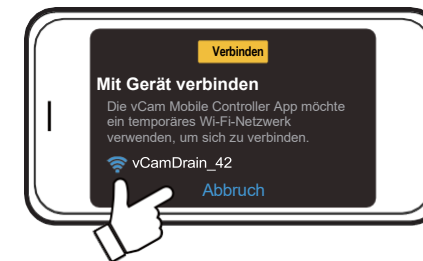 Verbinden
Mit Gerät verbinden
Die vCam Mobile Controller App möchte
ein temporäres Wi-Fi-Netzwerk
verwenden, um sich zu verbinden.
vCamDrain_42
Abbruch